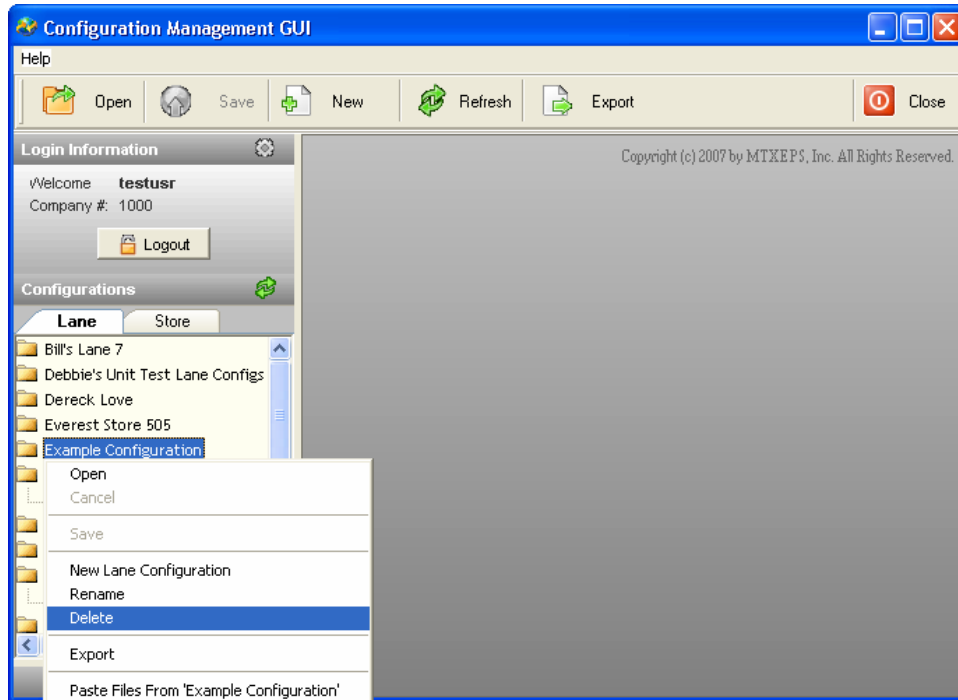 Configuration Management GUI
Help
Open Save New Refresh Export Close
Login Information
Copyright (c) 2007 by MTXEPS, Inc. All Rights Reserved.
Welcome testusr
Company #: 1000
Logout
Configurations
Lane Store
Bill's Lane 7
Debbie's Unit Test Lane Configs
Dereck Love
Everest Store 505
Example Configuration
Open
Cancel
Save
New Lane Configuration
Rename
Delete
Export
Paste Files From 'Example Configuration'